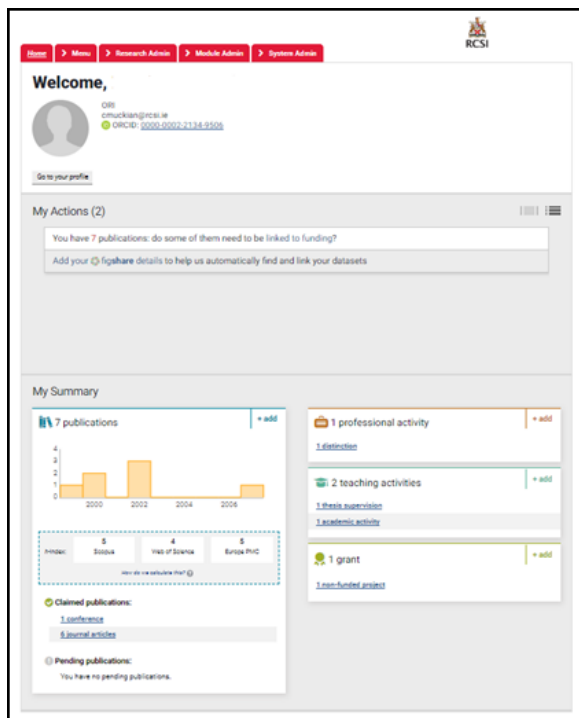 RCSI
Home
Menu
Research Admin
Module Admin
System Admin
Welcome,
ORI
cmuckian@rcsi.ie
ORCID: 0000-0002-2134-9506
Go to your profile
My Actions (2)
You have 7 publications: do some of them need to be linked to funding?
Add your figshare details to help us automatically find and link your datasets
My Summary
7 publications
+ add
4
3
2
1
0
2000 2002 2004 2006
h-index:
5
Scopus
4
Web of Science
5
Europe PMC
How do we calculate this?
Claimed publications:
1 conference
6 journal articles
Pending publications:
You have no pending publications.
1 professional activity
+ add
1 distinction
2 teaching activities
+ add
1 thesis supervision
1 academic activity
1 grant
+ add
1 non-funded project